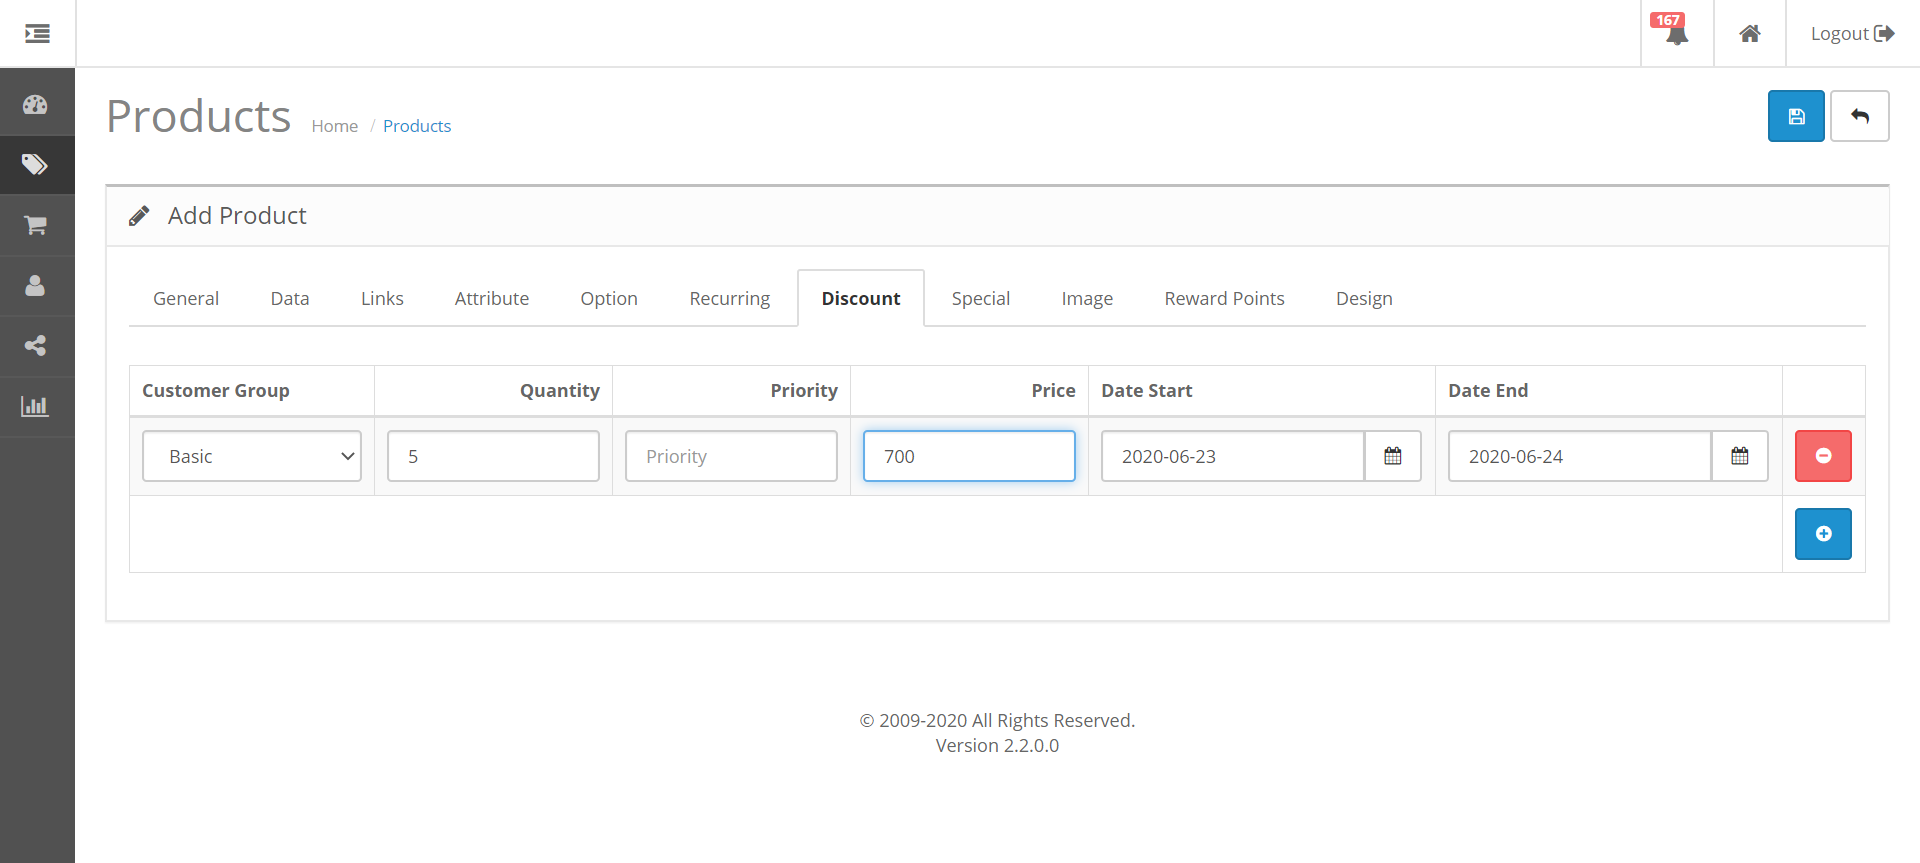 167
Logout
Products Home / Products
Add Product
General Data Links Attribute Option Recurring Discount Special Image Reward Points Design
Customer Group Quantity Priority Price Date Start Date End
Basic 5 Priority 700 2020-06-23 2020-06-24
© 2009-2020 All Rights Reserved.
Version 2.2.0.0